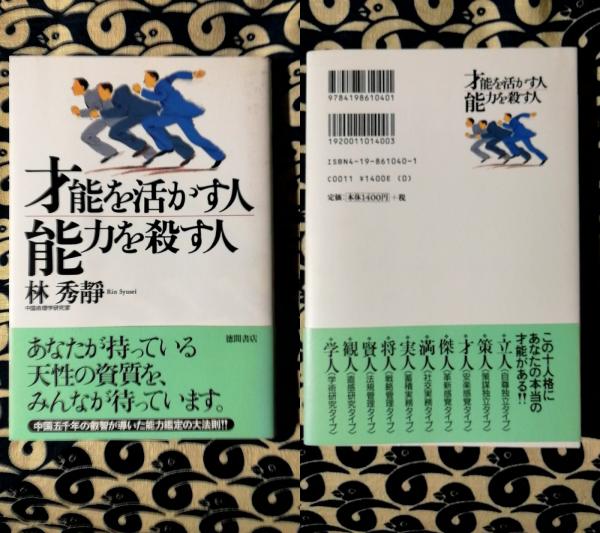 才能を活かす人
能力を殺す人
林 秀靜
Rin Syusei
中国命理学研究家
徳間書店
あなたが持っている
天性の資質を、
みんなが待っています。
中国五千年の叡智が導いた能力鑑定の大法則!!
9784198610401
1920011014003
ISBN4-19-861040-1
C0011 ¥1400E (0)
定価:本体1400円+税
才能を活かす人
能力を殺す人
この十人格に
あなたの本当の
才能がある!!
立人〈自尊独立タイプ〉
策人〈策謀独立タイプ〉
才人〈安楽感覚タイプ〉
傑人〈革新感覚タイプ〉
満人〈社交実務タイプ〉
実人〈蓄積実務タイプ〉
将人〈戦略管理タイプ〉
賢人〈法規管理タイプ〉
観人〈直感研究タイプ〉
学人〈学術研究タイプ〉